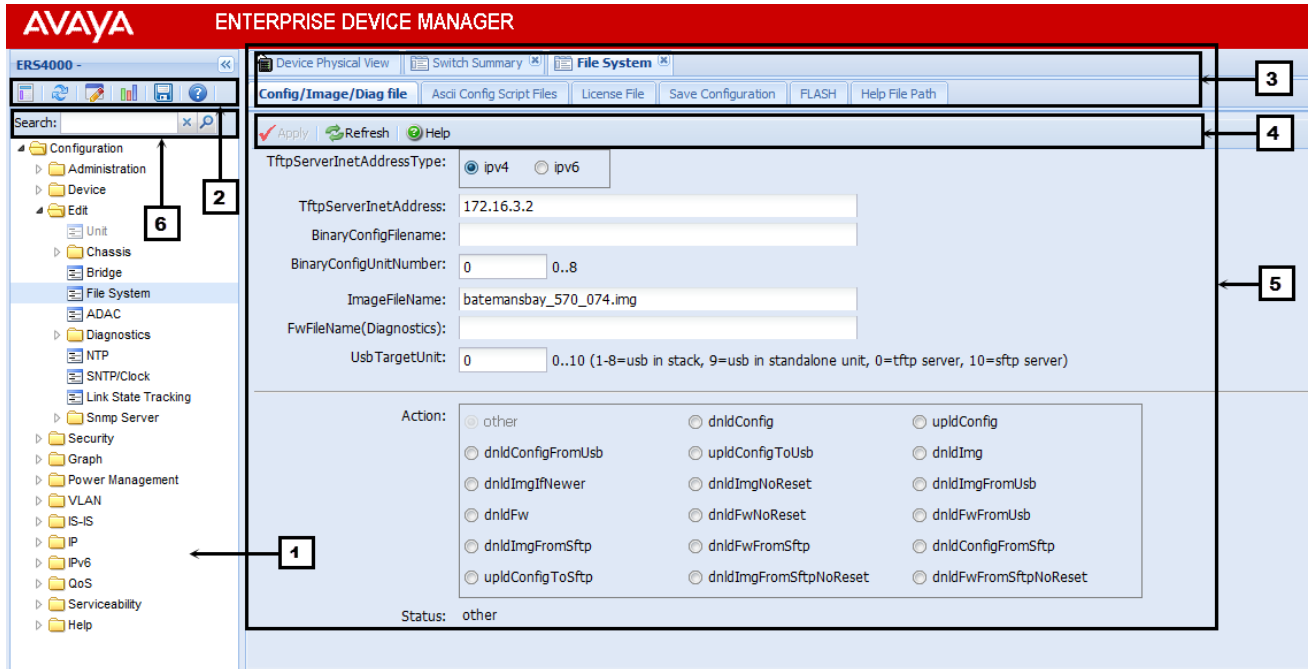 AVAYA ENTERPRISE DEVICE MANAGER
ERS4000 -
Search:
Configuration
Administration
Device
Edit
Unit
Chassis
Bridge
File System
ADAC
Diagnostics
NTP
SNTP/Clock
Link State Tracking
Snmp Server
Security
Graph
Power Management
VLAN
IS-IS
IP
IPv6
QoS
Serviceability
Help
2
6
1
Device Physical View Switch Summary File System
Config/Image/Diag file Ascii Config Script Files License File Save Configuration FLASH Help File Path
3
Apply Refresh Help
4
TftpServerInetAddressType: ipv4 ipv6
TftpServerInetAddress: 172.16.3.2
BinaryConfigFilename:
BinaryConfigUnitNumber: 0 0..8
5
ImageFileName: batemansbay_570_074.img
FwFileName(Diagnostics):
UsbTargetUnit: 0 0..10 (1-8=usb in stack, 9=usb in standalone unit, 0=tftp server, 10=sftp server)
Action: other dnldConfig upldConfig
dnldConfigFromUsb upldConfigToUsb dnldImg
dnldImgIfNewer dnldImgNoReset dnldImgFromUsb
dnldFw dnldFwNoReset dnldFwFromUsb
dnldImgFromSftp dnldFwFromSftp dnldConfigFromSftp
upldConfigToSftp dnldImgFromSftpNoReset dnldFwFromSftpNoReset
Status: other